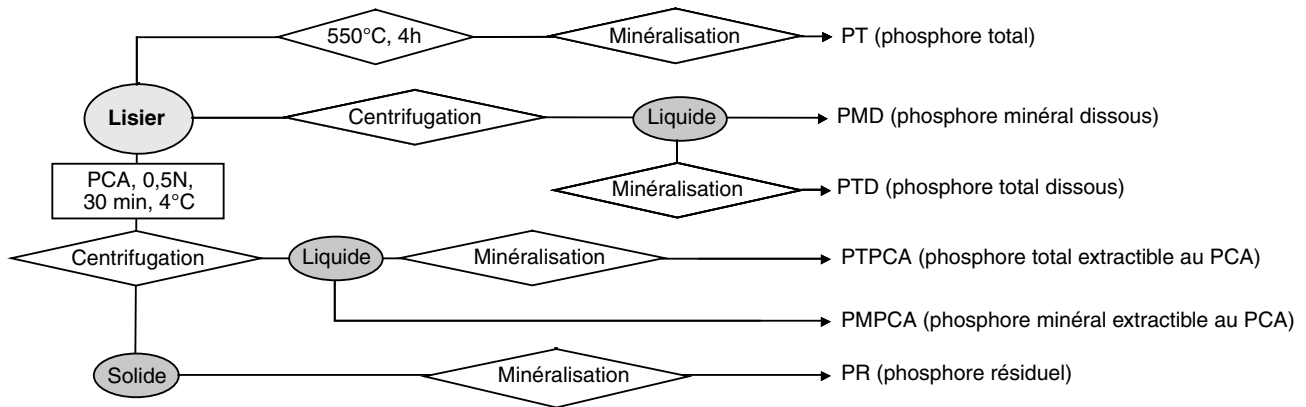 550°C, 4h
Minéralisation
PT (phosphore total)
Lisier
Centrifugation
Liquide
PMD (phosphore minéral dissous)
PCA, 0,5N,
30 min, 4°C
Minéralisation
PTD (phosphore total dissous)
Centrifugation
Liquide
Minéralisation
PTPCA (phosphore total extractible au PCA)
PMPCA (phosphore minéral extractible au PCA)
Solide
Minéralisation
PR (phosphore résiduel)